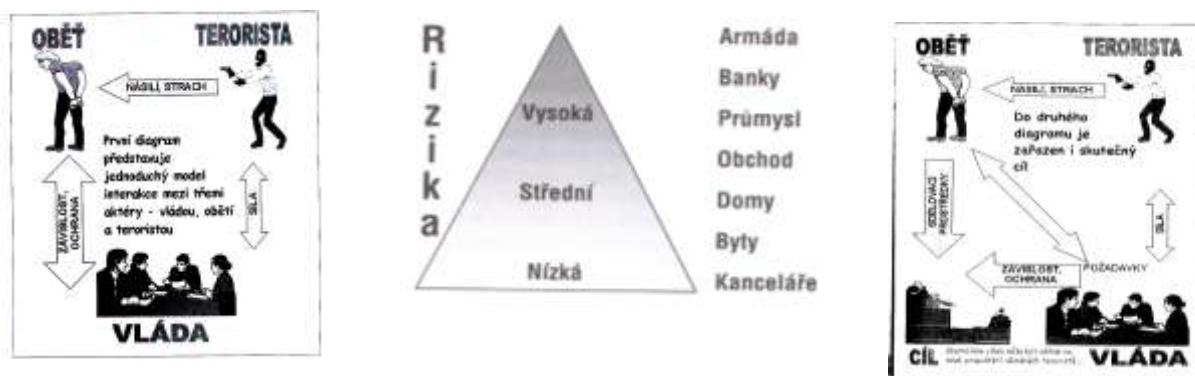 OBĚŤ TERORISTA
NÁSILÍ, STRACH
První diagram
představuje
jednoduchý model
interakce mezi třemi
aktéry - vládou, obětí
a teroristou
ZÁVISLOST,
OCHRANA
SÍLA
VLÁDA
Rizika
Vysoká
Střední
Nízká
Armáda
Banky
Průmysl
Obchod
Domy
Byty
Kanceláře
OBĚŤ TERORISTA
NÁSILÍ, STRACH
Do druhého
diagramu je
zařazen i skutečný
cíl
SDĚLOVACÍ
PROSTŘEDKY
SÍLA
ZÁVISLOST,
OCHRANA
POŽADAVKY
CÍL
VLÁDA